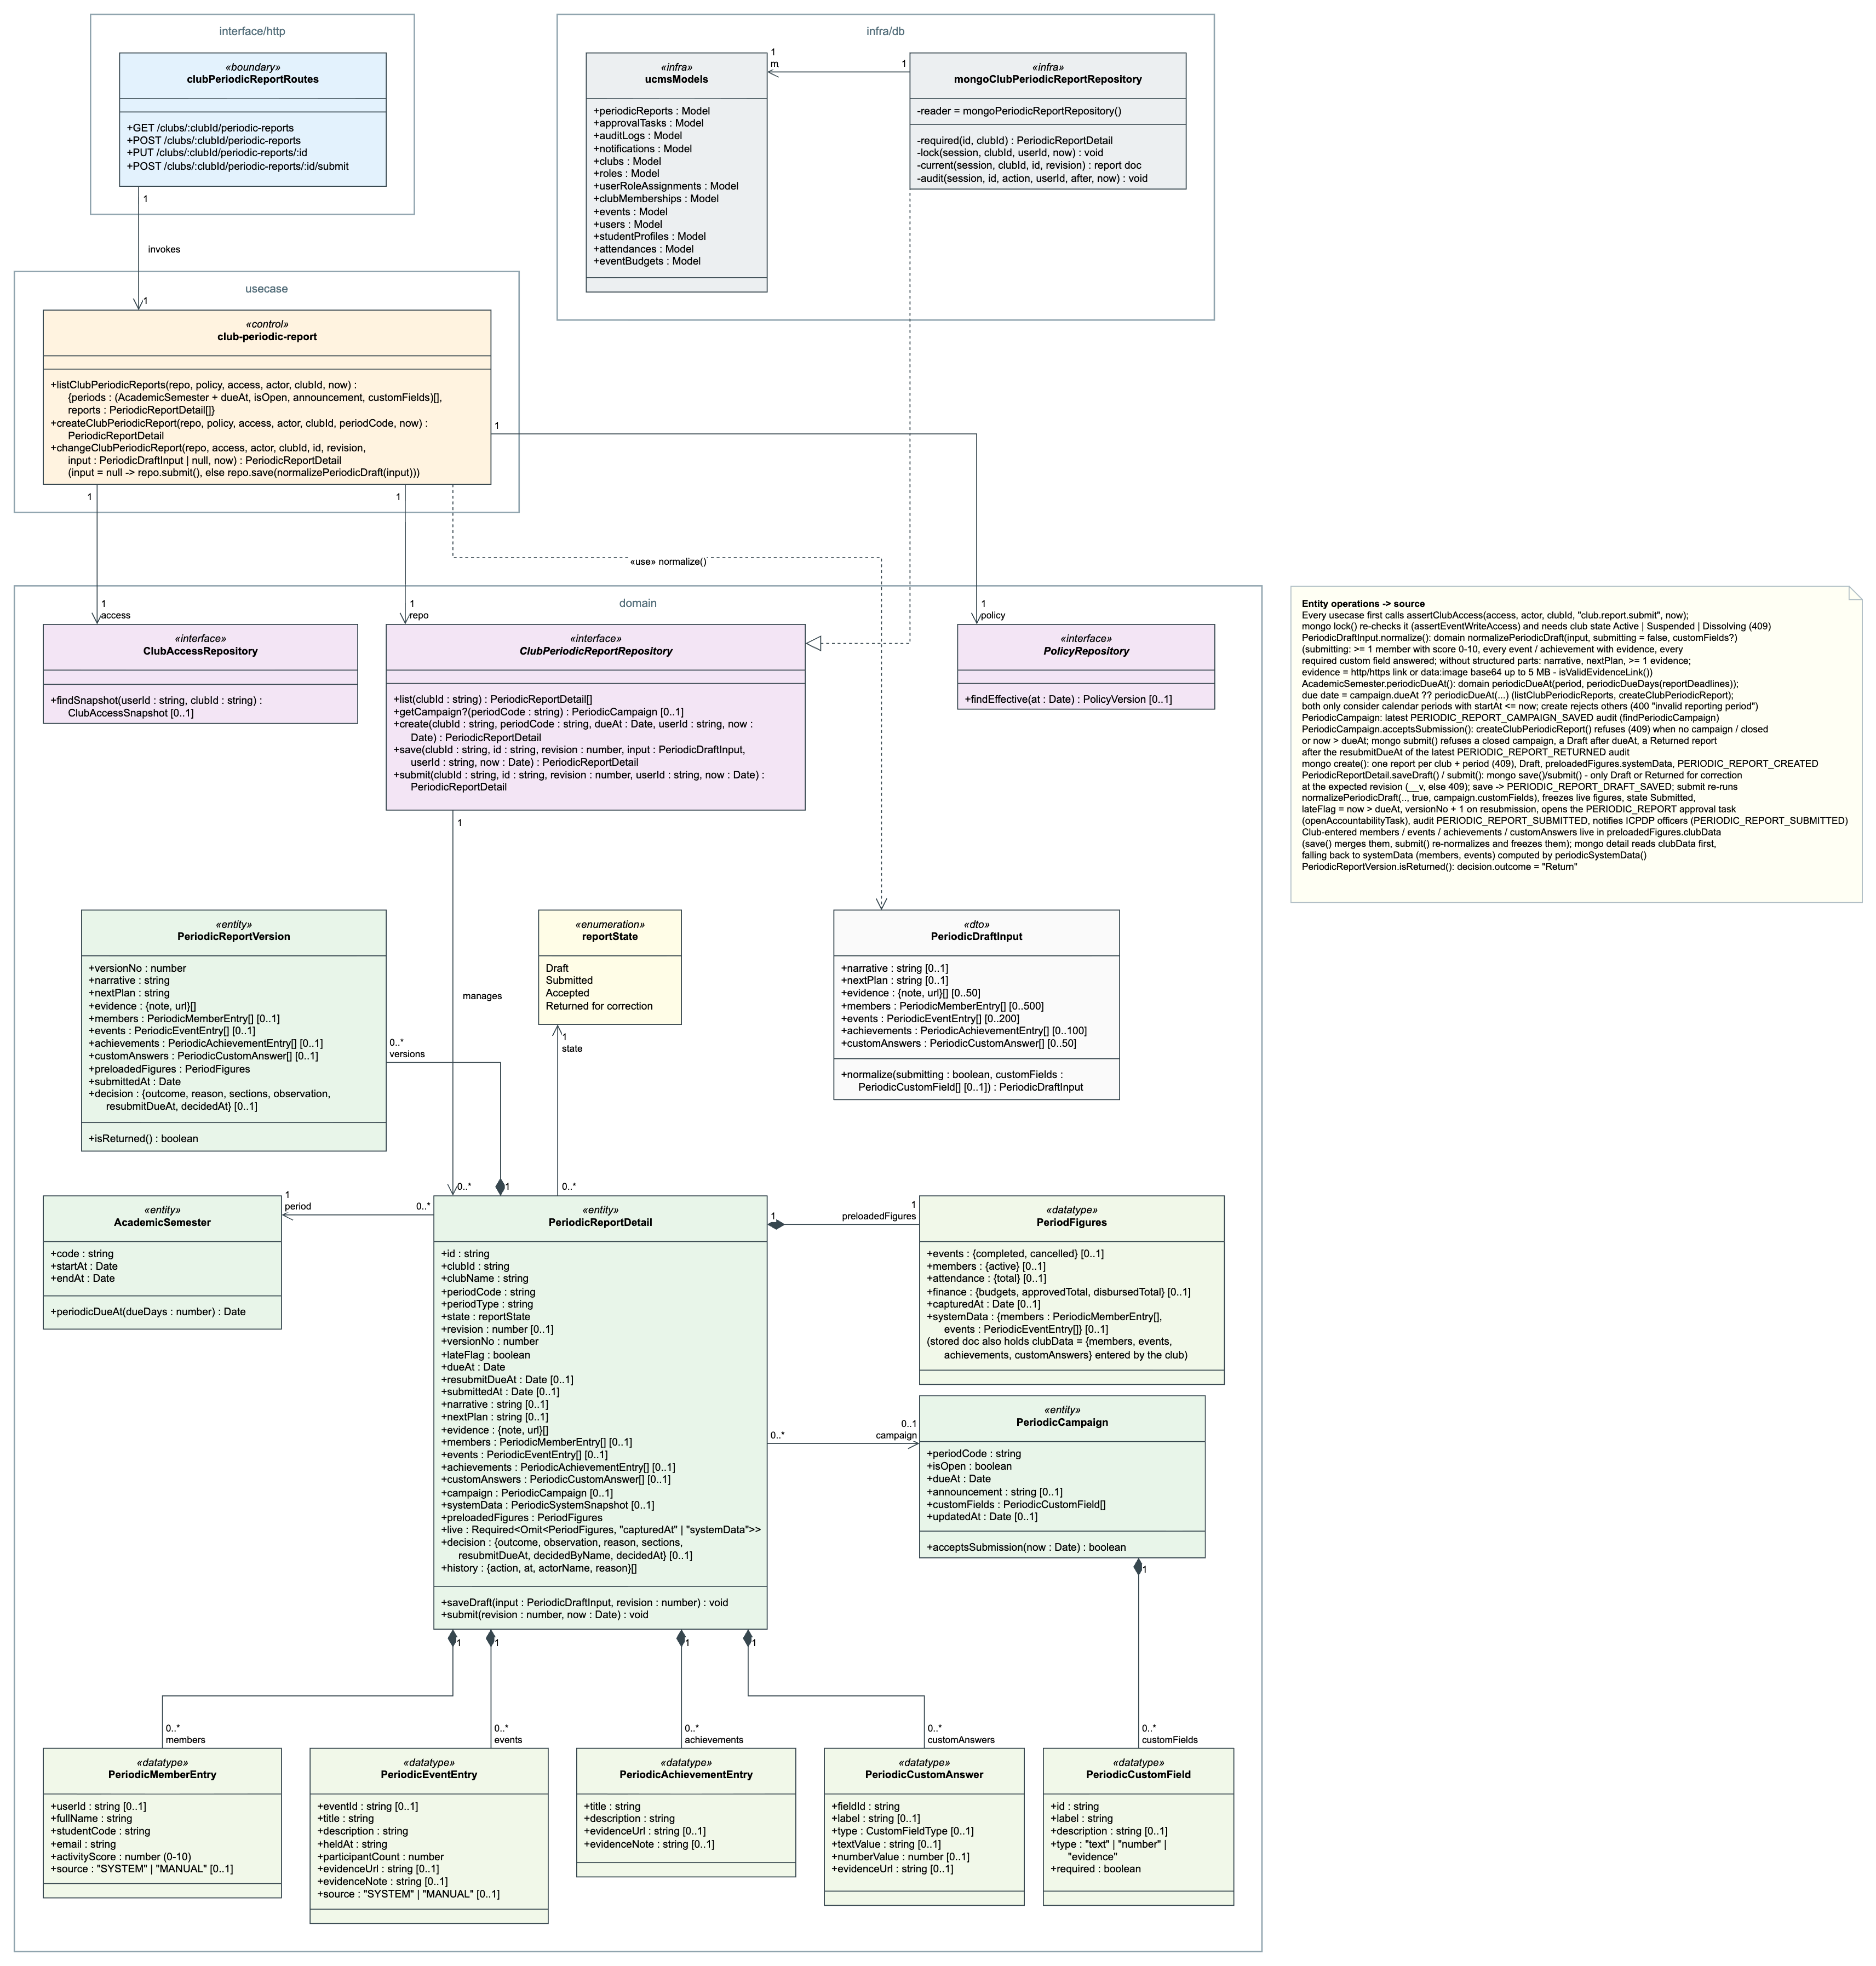 interface/http
«boundary»
clubPeriodicReportRoutes
+GET /clubs/:clubId/periodic-reports
+POST /clubs/:clubId/periodic-reports
+PUT /clubs/:clubId/periodic-reports/:id
+POST /clubs/:clubId/periodic-reports/:id/submit
infra/db
«infra»
ucmsModels
+periodicReports : Model
+approvalTasks : Model
+auditLogs : Model
+notifications : Model
+clubs : Model
+roles : Model
+userRoleAssignments : Model
+clubMemberships : Model
+events : Model
+users : Model
+studentProfiles : Model
+attendances : Model
+eventBudgets : Model
1
m
1
«infra»
mongoClubPeriodicReportRepository
-reader = mongoPeriodicReportRepository()
-required(id, clubId) : PeriodicReportDetail
-lock(session, clubId, userId, now) : void
-current(session, clubId, id, revision) : report doc
-audit(session, id, action, userId, after, now) : void
1
invokes
1
usecase
«control»
club-periodic-report
+listClubPeriodicReports(repo, policy, access, actor, clubId, now) :
{periods : (AcademicSemester + dueAt, isOpen, announcement, customFields)[],
reports : PeriodicReportDetail[]}
+createClubPeriodicReport(repo, policy, access, actor, clubId, periodCode, now) :
PeriodicReportDetail
+changeClubPeriodicReport(repo, access, actor, clubId, id, revision,
input : PeriodicDraftInput | null, now) : PeriodicReportDetail
(input = null -> repo.submit(), else repo.save(normalizePeriodicDraft(input)))
1
1
1
«use» normalize()
domain
1
access
1
repo
1
policy
«interface»
ClubAccessRepository
+findSnapshot(userId : string, clubId : string) :
ClubAccessSnapshot [0..1]
«interface»
ClubPeriodicReportRepository
+list(clubId : string) : PeriodicReportDetail[]
+getCampaign?(periodCode : string) : PeriodicCampaign [0..1]
+create(clubId : string, periodCode : string, dueAt : Date, userId : string, now :
Date) : PeriodicReportDetail
+save(clubId : string, id : string, revision : number, input : PeriodicDraftInput,
userId : string, now : Date) : PeriodicReportDetail
+submit(clubId : string, id : string, revision : number, userId : string, now : Date) :
PeriodicReportDetail
«interface»
PolicyRepository
+findEffective(at : Date) : PolicyVersion [0..1]
Entity operations -> source
Every usecase first calls assertClubAccess(access, actor, clubId, "club.report.submit", now);
mongo lock() re-checks it (assertEventWriteAccess) and needs club state Active | Suspended | Dissolving (409)
PeriodicDraftInput.normalize(): domain normalizePeriodicDraft(input, submitting = false, customFields?)
(submitting: >= 1 member with score 0-10, every event / achievement with evidence, every
required custom field answered; without structured parts: narrative, nextPlan, >= 1 evidence;
evidence = http/https link or data:image base64 up to 5 MB - isValidEvidenceLink())
AcademicSemester.periodicDueAt(): domain periodicDueAt(period, periodicDueDays(reportDeadlines));
due date = campaign.dueAt ?? periodicDueAt(...) (listClubPeriodicReports, createClubPeriodicReport);
both only consider calendar periods with startAt <= now; create rejects others (400 "invalid reporting period")
PeriodicCampaign: latest PERIODIC_REPORT_CAMPAIGN_SAVED audit (findPeriodicCampaign)
PeriodicCampaign.acceptsSubmission(): createClubPeriodicReport() refuses (409) when no campaign / closed
or now > dueAt; mongo submit() refuses a closed campaign, a Draft after dueAt, a Returned report
after the resubmitDueAt of the latest PERIODIC_REPORT_RETURNED audit
mongo create(): one report per club + period (409), Draft, preloadedFigures.systemData, PERIODIC_REPORT_CREATED
PeriodicReportDetail.saveDraft() / submit(): mongo save()/submit() - only Draft or Returned for correction
at the expected revision (__v, else 409); save -> PERIODIC_REPORT_DRAFT_SAVED; submit re-runs
normalizePeriodicDraft(.., true, campaign.customFields), freezes live figures, state Submitted,
lateFlag = now > dueAt, versionNo + 1 on resubmission, opens the PERIODIC_REPORT approval task
(openAccountabilityTask), audit PERIODIC_REPORT_SUBMITTED, notifies ICPDP officers (PERIODIC_REPORT_SUBMITTED)
Club-entered members / events / achievements / customAnswers live in preloadedFigures.clubData
(save() merges them, submit() re-normalizes and freezes them); mongo detail reads clubData first,
falling back to systemData (members, events) computed by periodicSystemData()
PeriodicReportVersion.isReturned(): decision.outcome = "Return"
1
manages
«entity»
PeriodicReportVersion
+versionNo : number
+narrative : string
+nextPlan : string
+evidence : {note, url}[]
+members : PeriodicMemberEntry[] [0..1]
+events : PeriodicEventEntry[] [0..1]
+achievements : PeriodicAchievementEntry[] [0..1]
+customAnswers : PeriodicCustomAnswer[] [0..1]
+preloadedFigures : PeriodFigures
+submittedAt : Date
+decision : {outcome, reason, sections, observation,
resubmitDueAt, decidedAt} [0..1]
+isReturned() : boolean
0..*
versions
«enumeration»
reportState
Draft
Submitted
Accepted
Returned for correction
1
state
«dto»
PeriodicDraftInput
+narrative : string [0..1]
+nextPlan : string [0..1]
+evidence : {note, url}[] [0..50]
+members : PeriodicMemberEntry[] [0..500]
+events : PeriodicEventEntry[] [0..200]
+achievements : PeriodicAchievementEntry[] [0..100]
+customAnswers : PeriodicCustomAnswer[] [0..50]
+normalize(submitting : boolean, customFields :
PeriodicCustomField[] [0..1]) : PeriodicDraftInput
0..*
1
0..*
«entity»
AcademicSemester
+code : string
+startAt : Date
+endAt : Date
+periodicDueAt(dueDays : number) : Date
1
period
0..*
«entity»
PeriodicReportDetail
+id : string
+clubId : string
+clubName : string
+periodCode : string
+periodType : string
+state : reportState
+revision : number [0..1]
+versionNo : number
+lateFlag : boolean
+dueAt : Date
+resubmitDueAt : Date [0..1]
+submittedAt : Date [0..1]
+narrative : string [0..1]
+nextPlan : string [0..1]
+evidence : {note, url}[]
+members : PeriodicMemberEntry[] [0..1]
+events : PeriodicEventEntry[] [0..1]
+achievements : PeriodicAchievementEntry[] [0..1]
+customAnswers : PeriodicCustomAnswer[] [0..1]
+campaign : PeriodicCampaign [0..1]
+systemData : PeriodicSystemSnapshot [0..1]
+preloadedFigures : PeriodFigures
+live : Required<Omit<PeriodFigures, "capturedAt" | "systemData">>
+decision : {outcome, observation, reason, sections,
resubmitDueAt, decidedByName, decidedAt} [0..1]
+history : {action, at, actorName, reason}[]
+saveDraft(input : PeriodicDraftInput, revision : number) : void
+submit(revision : number, now : Date) : void
1
1
preloadedFigures
«datatype»
PeriodFigures
+events : {completed, cancelled} [0..1]
+members : {active} [0..1]
+attendance : {total} [0..1]
+finance : {budgets, approvedTotal, disbursedTotal} [0..1]
+capturedAt : Date [0..1]
+systemData : {members : PeriodicMemberEntry[],
events : PeriodicEventEntry[]} [0..1]
(stored doc also holds clubData = {members, events,
achievements, customAnswers} entered by the club)
0..*
0..1
campaign
«entity»
PeriodicCampaign
+periodCode : string
+isOpen : boolean
+dueAt : Date
+announcement : string [0..1]
+customFields : PeriodicCustomField[]
+updatedAt : Date [0..1]
+acceptsSubmission(now : Date) : boolean
1
1
1
1
1
0..*
members
0..*
events
0..*
achievements
0..*
customAnswers
0..*
customFields
«datatype»
PeriodicMemberEntry
+userId : string [0..1]
+fullName : string
+studentCode : string
+email : string
+activityScore : number (0-10)
+source : "SYSTEM" | "MANUAL" [0..1]
«datatype»
PeriodicEventEntry
+eventId : string [0..1]
+title : string
+description : string
+heldAt : string
+participantCount : number
+evidenceUrl : string [0..1]
+evidenceNote : string [0..1]
+source : "SYSTEM" | "MANUAL" [0..1]
«datatype»
PeriodicAchievementEntry
+title : string
+description : string
+evidenceUrl : string [0..1]
+evidenceNote : string [0..1]
«datatype»
PeriodicCustomAnswer
+fieldId : string
+label : string [0..1]
+type : CustomFieldType [0..1]
+textValue : string [0..1]
+numberValue : number [0..1]
+evidenceUrl : string [0..1]
«datatype»
PeriodicCustomField
+id : string
+label : string
+description : string [0..1]
+type : "text" | "number" |
"evidence"
+required : boolean